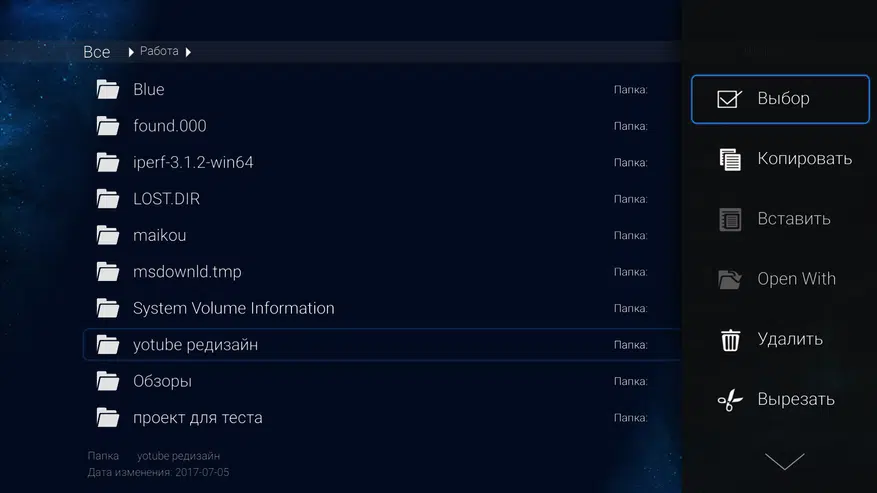 Все Работа
Blue Папка:
found.000 Папка:
iperf-3.1.2-win64 Папка:
LOST.DIR Папка:
maikou Папка:
msdownld.tmp Папка:
System Volume Information Папка:
yotube редизайн Папка:
Обзоры Папка:
проект для теста Папка:
Папка yotube редизайн
Дата изменения: 2017-07-05
Выбор
Копировать
Вставить
Open With
Удалить
Вырезать